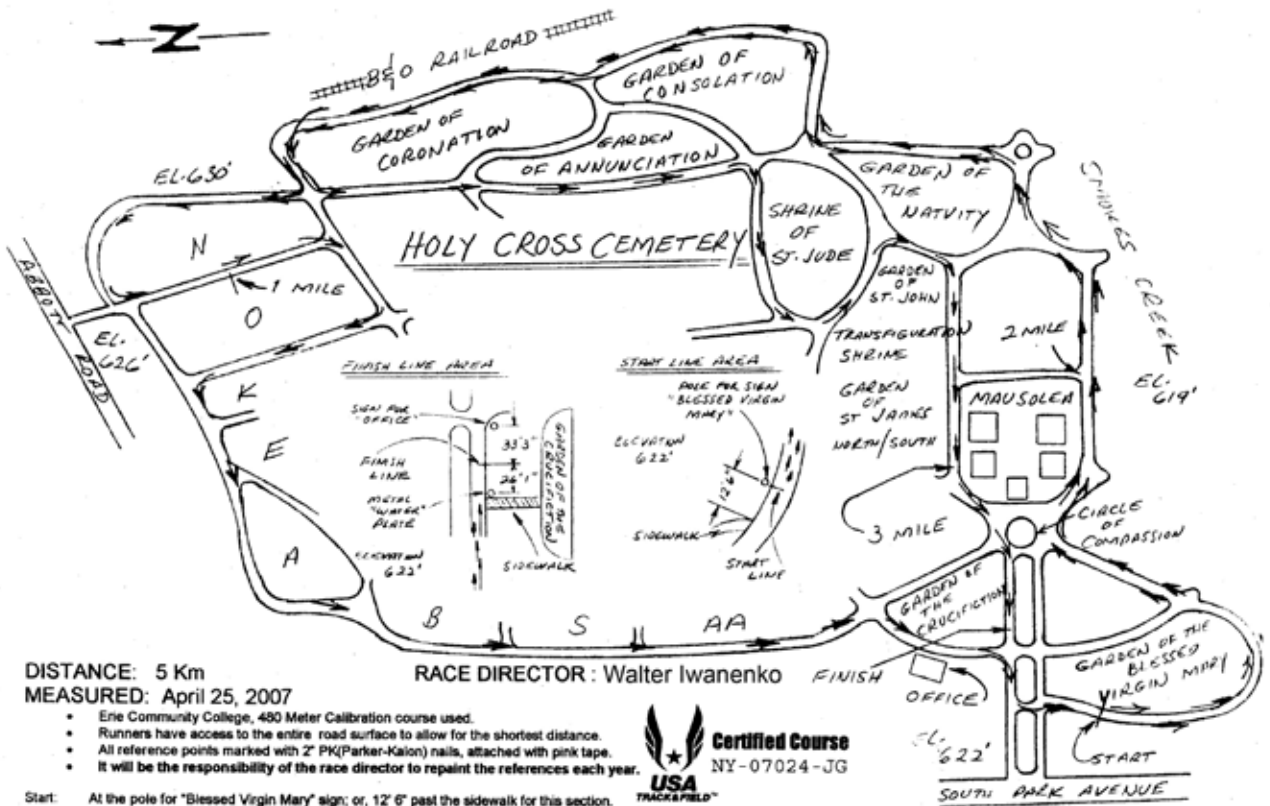 N
B&O RAILROAD
GARDEN OF
CONSOLATION
GARDEN OF
CORONATION
GARDEN
OF ANNUNCIATION
EL-630'
GARDEN OF
THE
NATVITY
SMOKES CREEK
N
HOLY CROSS CEMETERY
SHRINE
OF
ST. JUDE
ABBOTT ROAD
1 MILE
O
EL.
626'
GARDEN
OF
ST. JOHN
TRANSFIGURATION
SHRINE
GARDEN
OF
ST JAMES
NORTH/SOUTH
2 MILE
MAUSOLEA
EL.
619'
K
E
A
FINISH LINE AREA
SIGN FOR
"OFFICE"
33'3"
FINISH
LINE
26'1"
METAL
"WATER"
PLATE
ELEVATION
622'
SIDEWALK
GARDEN OF THE
CRUCIFICTION
START LINE AREA
POLE FOR SIGN
"BLESSED VIRGIN
MARY"
ELEVATION
622'
12'6"
SIDEWALK
START
LINE
3 MILE
CIRCLE
OF
COMPASSION
B
S
AA
GARDEN OF
THE
CRUCIFICTION
FINISH
OFFICE
GARDEN OF THE
BLESSED
VIRGIN MARY
START
EL.
622'
SOUTH PARK AVENUE
DISTANCE: 5 Km
RACE DIRECTOR : Walter Iwanenko
MEASURED: April 25, 2007
• Erie Community College, 480 Meter Calibration course used.
• Runners have access to the entire road surface to allow for the shortest distance.
• All reference points marked with 2" PK(Parker-Kalon) nails, attached with pink tape.
• It will be the responsibility of the race director to repaint the references each year.
USA
TRACK&FIELD™
Certified Course
NY-07024-JG
Start: At the pole for "Blessed Virgin Mary" sign; or, 12' 6" past the sidewalk for this section.